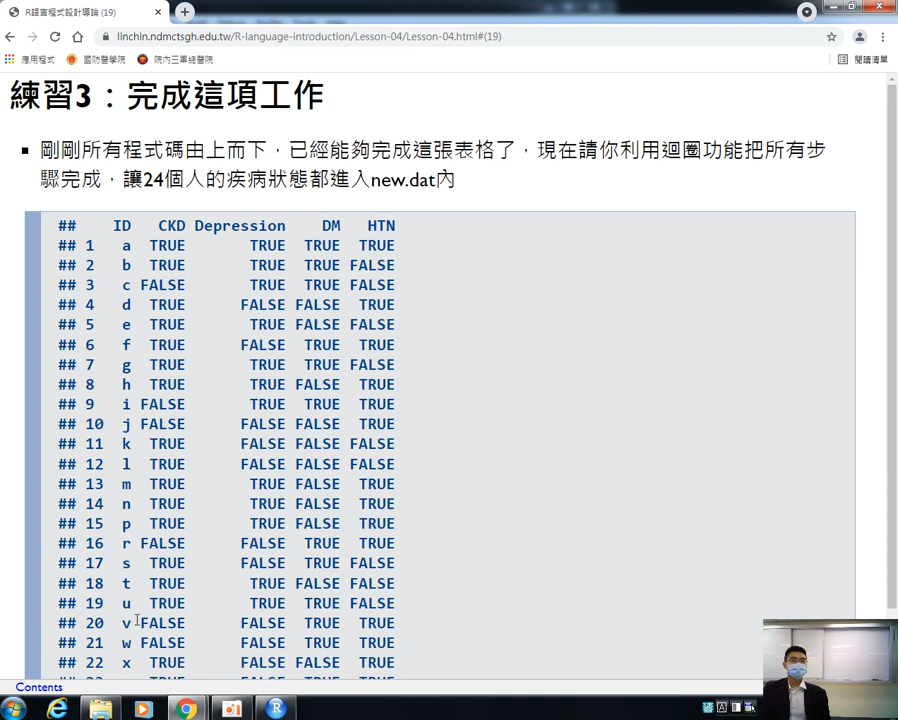 R語言程式設計導論 (19)
linchin.ndmctsgh.edu.tw/R-language-introduction/Lesson-04/Lesson-04.html#(19)
應用程式 國防醫學院 院內三軍總醫院 閱讀清單
練習3：完成這項工作
剛剛所有程式碼由上而下，已經能夠完成這張表格了，現在請你利用迴圈功能把所有步
驟完成，讓24個人的疾病狀態都進入new.dat內
## ID CKD Depression DM HTN
## 1 a TRUE TRUE TRUE TRUE
## 2 b TRUE TRUE TRUE FALSE
## 3 c FALSE TRUE TRUE TRUE
## 4 d TRUE FALSE FALSE TRUE
## 5 e TRUE TRUE FALSE FALSE
## 6 f TRUE FALSE TRUE TRUE
## 7 g TRUE TRUE TRUE FALSE
## 8 h TRUE TRUE FALSE TRUE
## 9 i FALSE TRUE TRUE TRUE
## 10 j FALSE FALSE FALSE TRUE
## 11 k TRUE FALSE FALSE FALSE
## 12 l TRUE FALSE FALSE FALSE
## 13 m TRUE TRUE FALSE TRUE
## 14 n TRUE TRUE FALSE TRUE
## 15 p TRUE TRUE FALSE TRUE
## 16 r FALSE FALSE TRUE TRUE
## 17 s TRUE FALSE TRUE FALSE
## 18 t TRUE TRUE FALSE FALSE
## 19 u TRUE TRUE TRUE FALSE
## 20 v FALSE FALSE TRUE TRUE
## 21 w FALSE FALSE TRUE TRUE
## 22 x TRUE FALSE FALSE TRUE
Contents